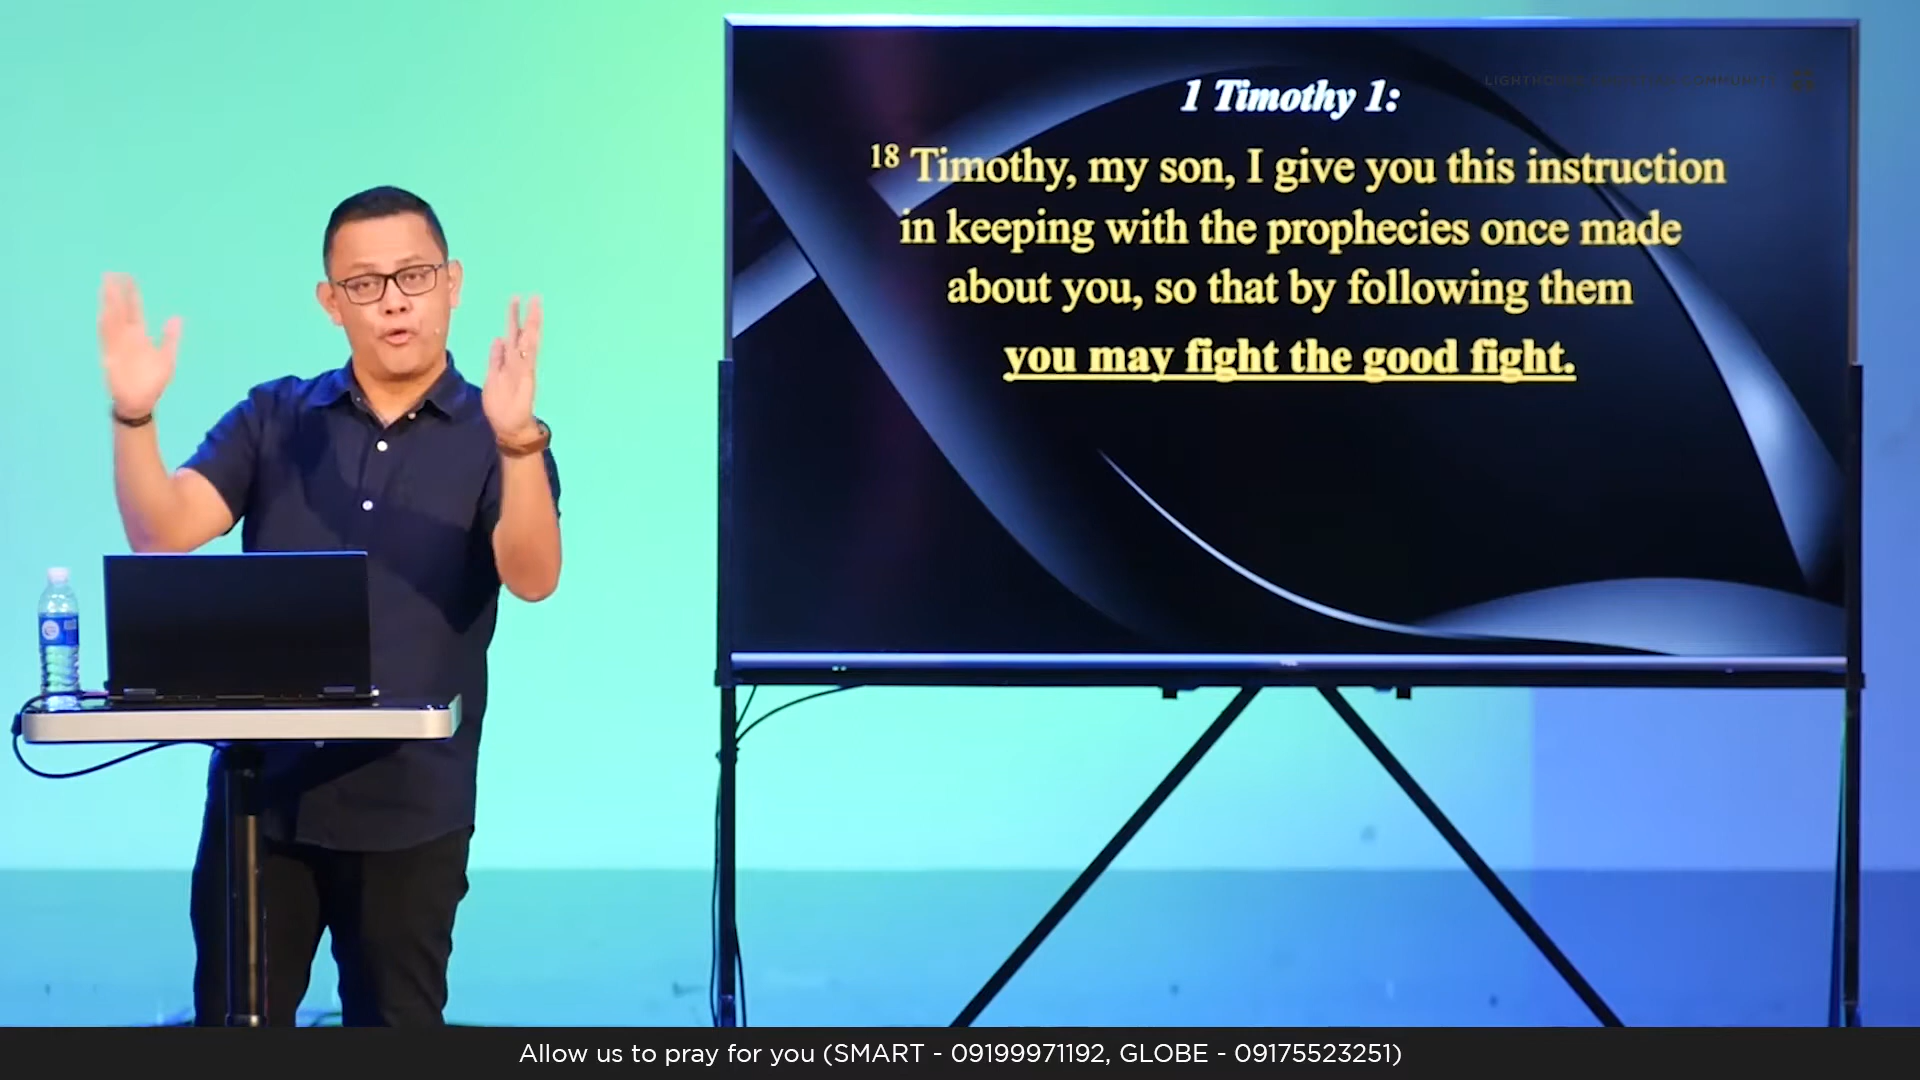 1 Timothy 1:
18 Timothy, my son, I give you this instruction
in keeping with the prophecies once made
about you, so that by following them
you may fight the good fight.
Allow us to pray for you (SMART - 09199971192, GLOBE - 09175523251)